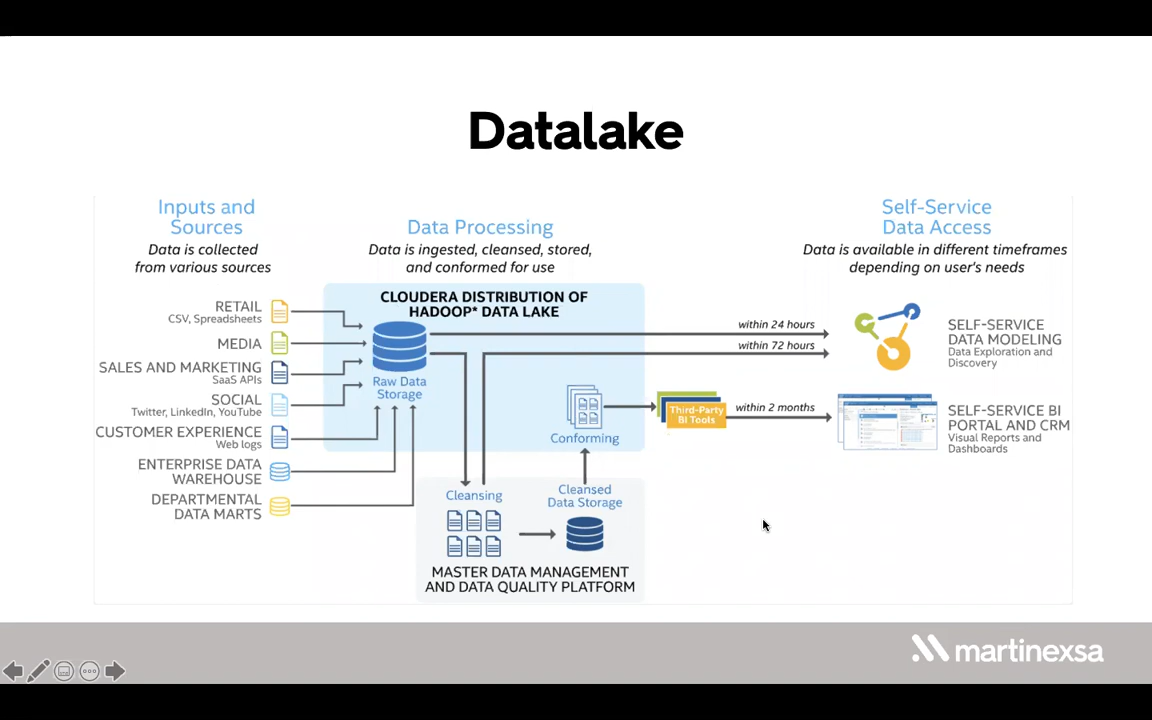 Datalake
Inputs and
Sources
Data is collected
from various sources
RETAIL
CSV, Spreadsheets
MEDIA
SALES AND MARKETING
SaaS APIs
SOCIAL
Twitter, LinkedIn, YouTube
CUSTOMER EXPERIENCE
Web logs
ENTERPRISE DATA
WAREHOUSE
DEPARTMENTAL
DATA MARTS
Data Processing
Data is ingested, cleansed, stored,
and conformed for use
CLOUDERA DISTRIBUTION OF
HADOOP* DATA LAKE
Raw Data
Storage
Conforming
Third-Party
BI Tools
Cleansing
Cleansed
Data Storage
MASTER DATA MANAGEMENT
AND DATA QUALITY PLATFORM
within 24 hours
within 72 hours
within 2 months
Self-Service
Data Access
Data is available in different timeframes
depending on user's needs
SELF-SERVICE
DATA MODELING
Data Exploration and
Discovery
SELF-SERVICE BI
PORTAL AND CRM
Visual Reports and
Dashboards
martinexsa